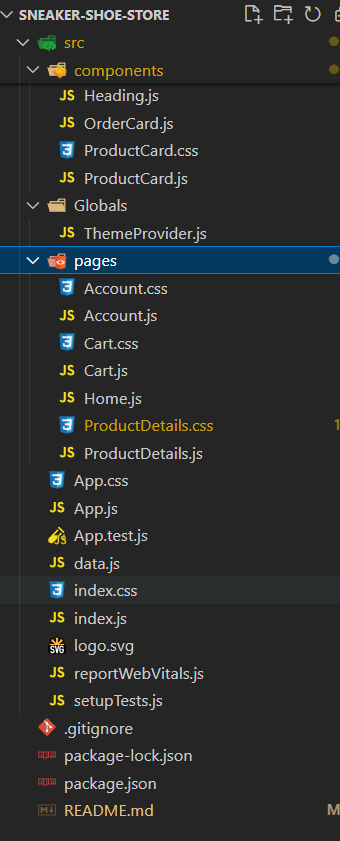 SNEAKER-SHOE-STORE
src
components
JS Heading.js
JS OrderCard.js
ProductCard.css
JS ProductCard.js
Globals
JS ThemeProvider.js
pages
Account.css
JS Account.js
Cart.css
JS Cart.js
JS Home.js
ProductDetails.css 1
JS ProductDetails.js
App.css
JS App.js
App.test.js
JS data.js
index.css
JS index.js
SVG logo.svg
JS reportWebVitals.js
JS setupTests.js
.gitignore
package-lock.json
package.json
README.md M